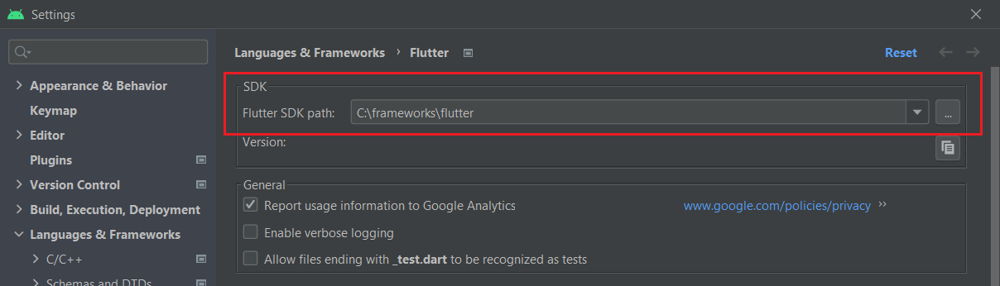 Settings
Languages & Frameworks › Flutter
Reset
Appearance & Behavior
Keymap
Editor
Plugins
Version Control
Build, Execution, Deployment
Languages & Frameworks
C/C++
Schemas and DTDs
SDK
Flutter SDK path: C:\frameworks\flutter ...
Version:
General
Report usage information to Google Analytics www.google.com/policies/privacy ››
Enable verbose logging
Allow files ending with _test.dart to be recognized as tests